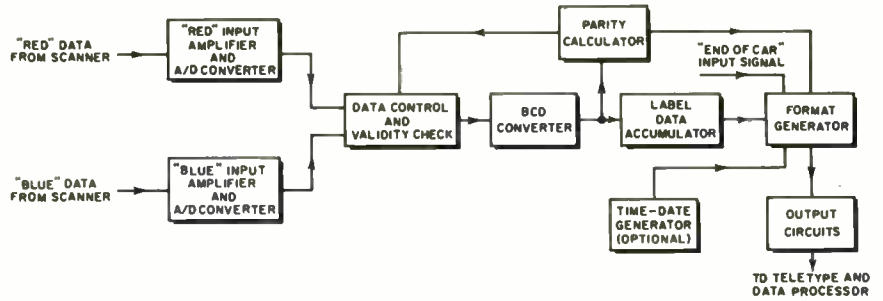 "RED" DATA
FROM SCANNER
"RED" INPUT
AMPLIFIER
AND
A/D CONVERTER
"BLUE" DATA
FROM SCANNER
"BLUE" INPUT
AMPLIFIER
AND
A/D CONVERTER
DATA CONTROL
AND
VALIDITY CHECK
BCD
CONVERTER
PARITY
CALCULATOR
LABEL
DATA
ACCUMULATOR
"END OF CAR"
INPUT SIGNAL
FORMAT
GENERATOR
TIME-DATE
GENERATOR
(OPTIONAL)
OUTPUT
CIRCUITS
TO TELETYPE AND
DATA PROCESSOR